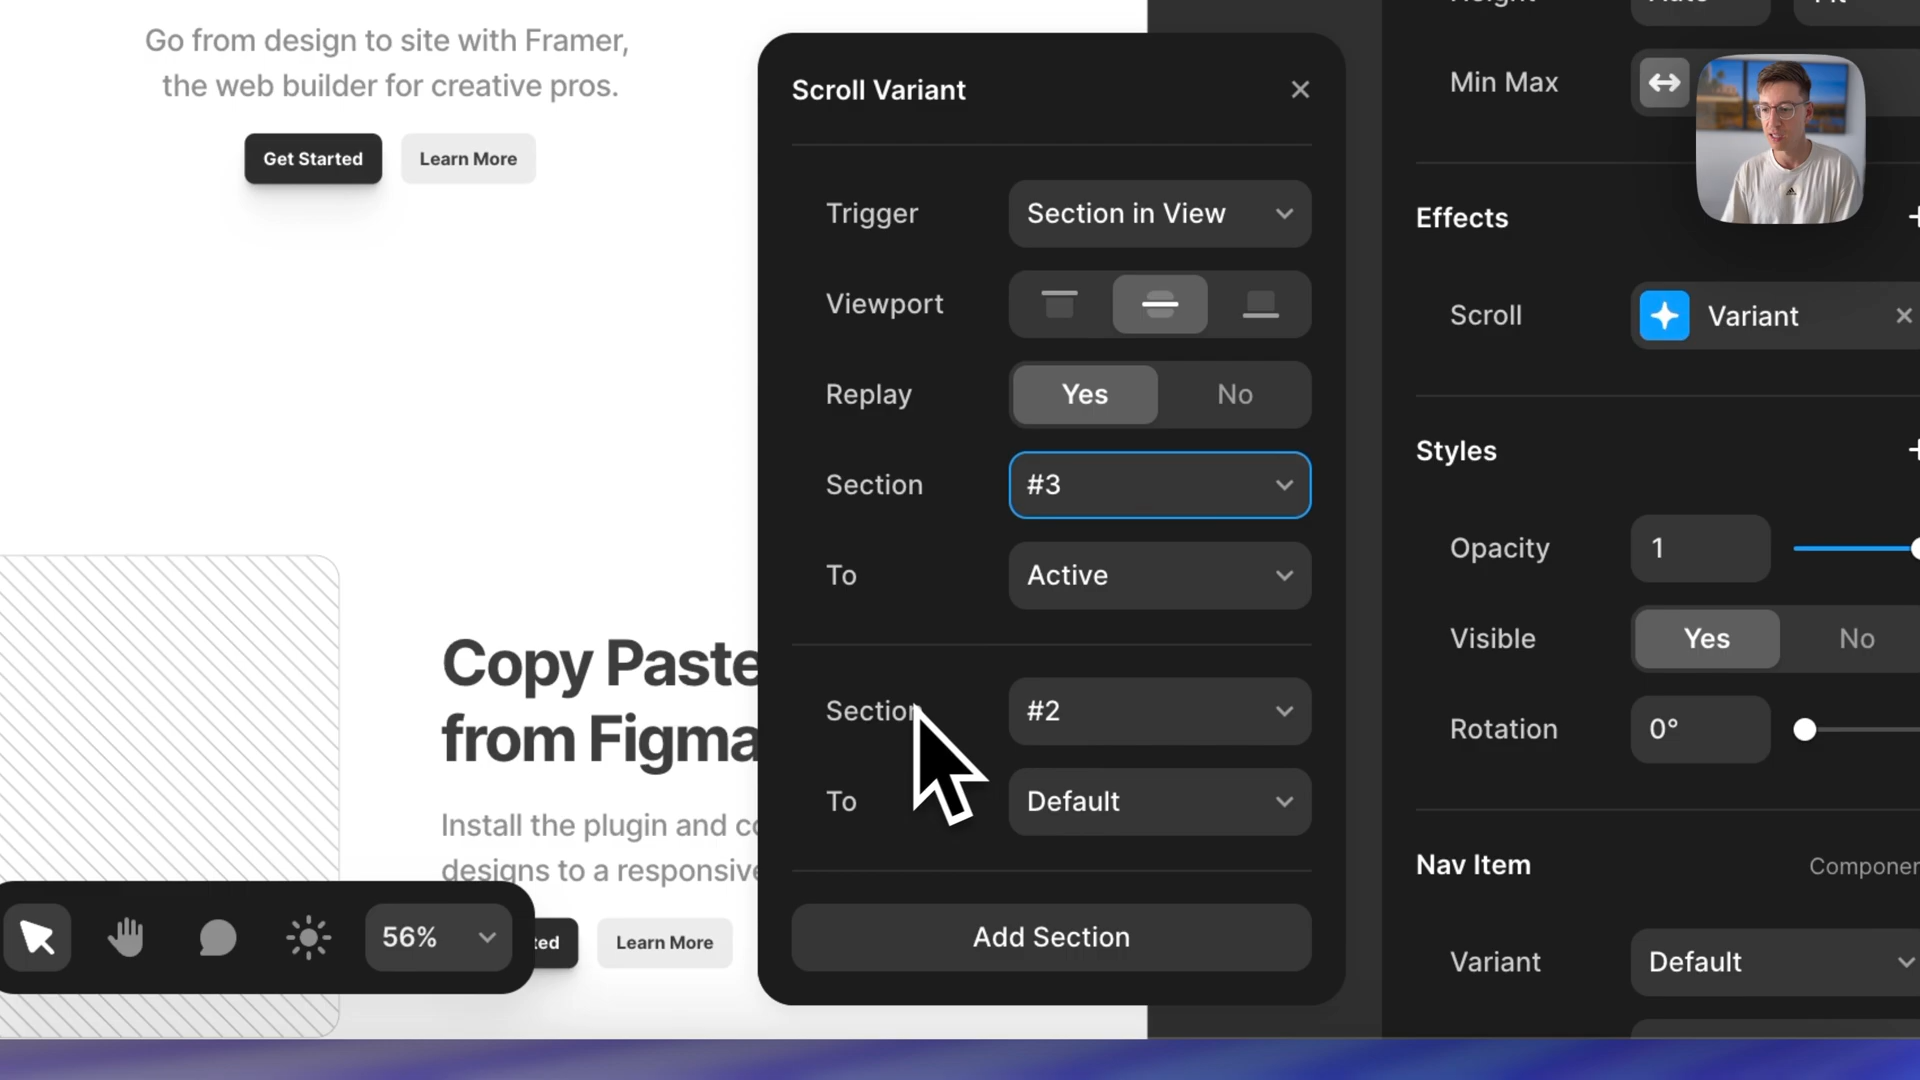 Go from design to site with Framer,
the web builder for creative pros.
Get Started
Learn More
Copy Paste
from Figma
Install the plugin and
designs to a responsive
Learn More
56%
Scroll Variant
Trigger
Section in View
Viewport
Replay
Yes
No
Section
#3
To
Active
Section
#2
To
Default
Add Section
Min Max
Effects
Scroll
Variant
Styles
Opacity
1
Visible
Yes
No
Rotation
0°
Nav Item
Componen
Variant
Default